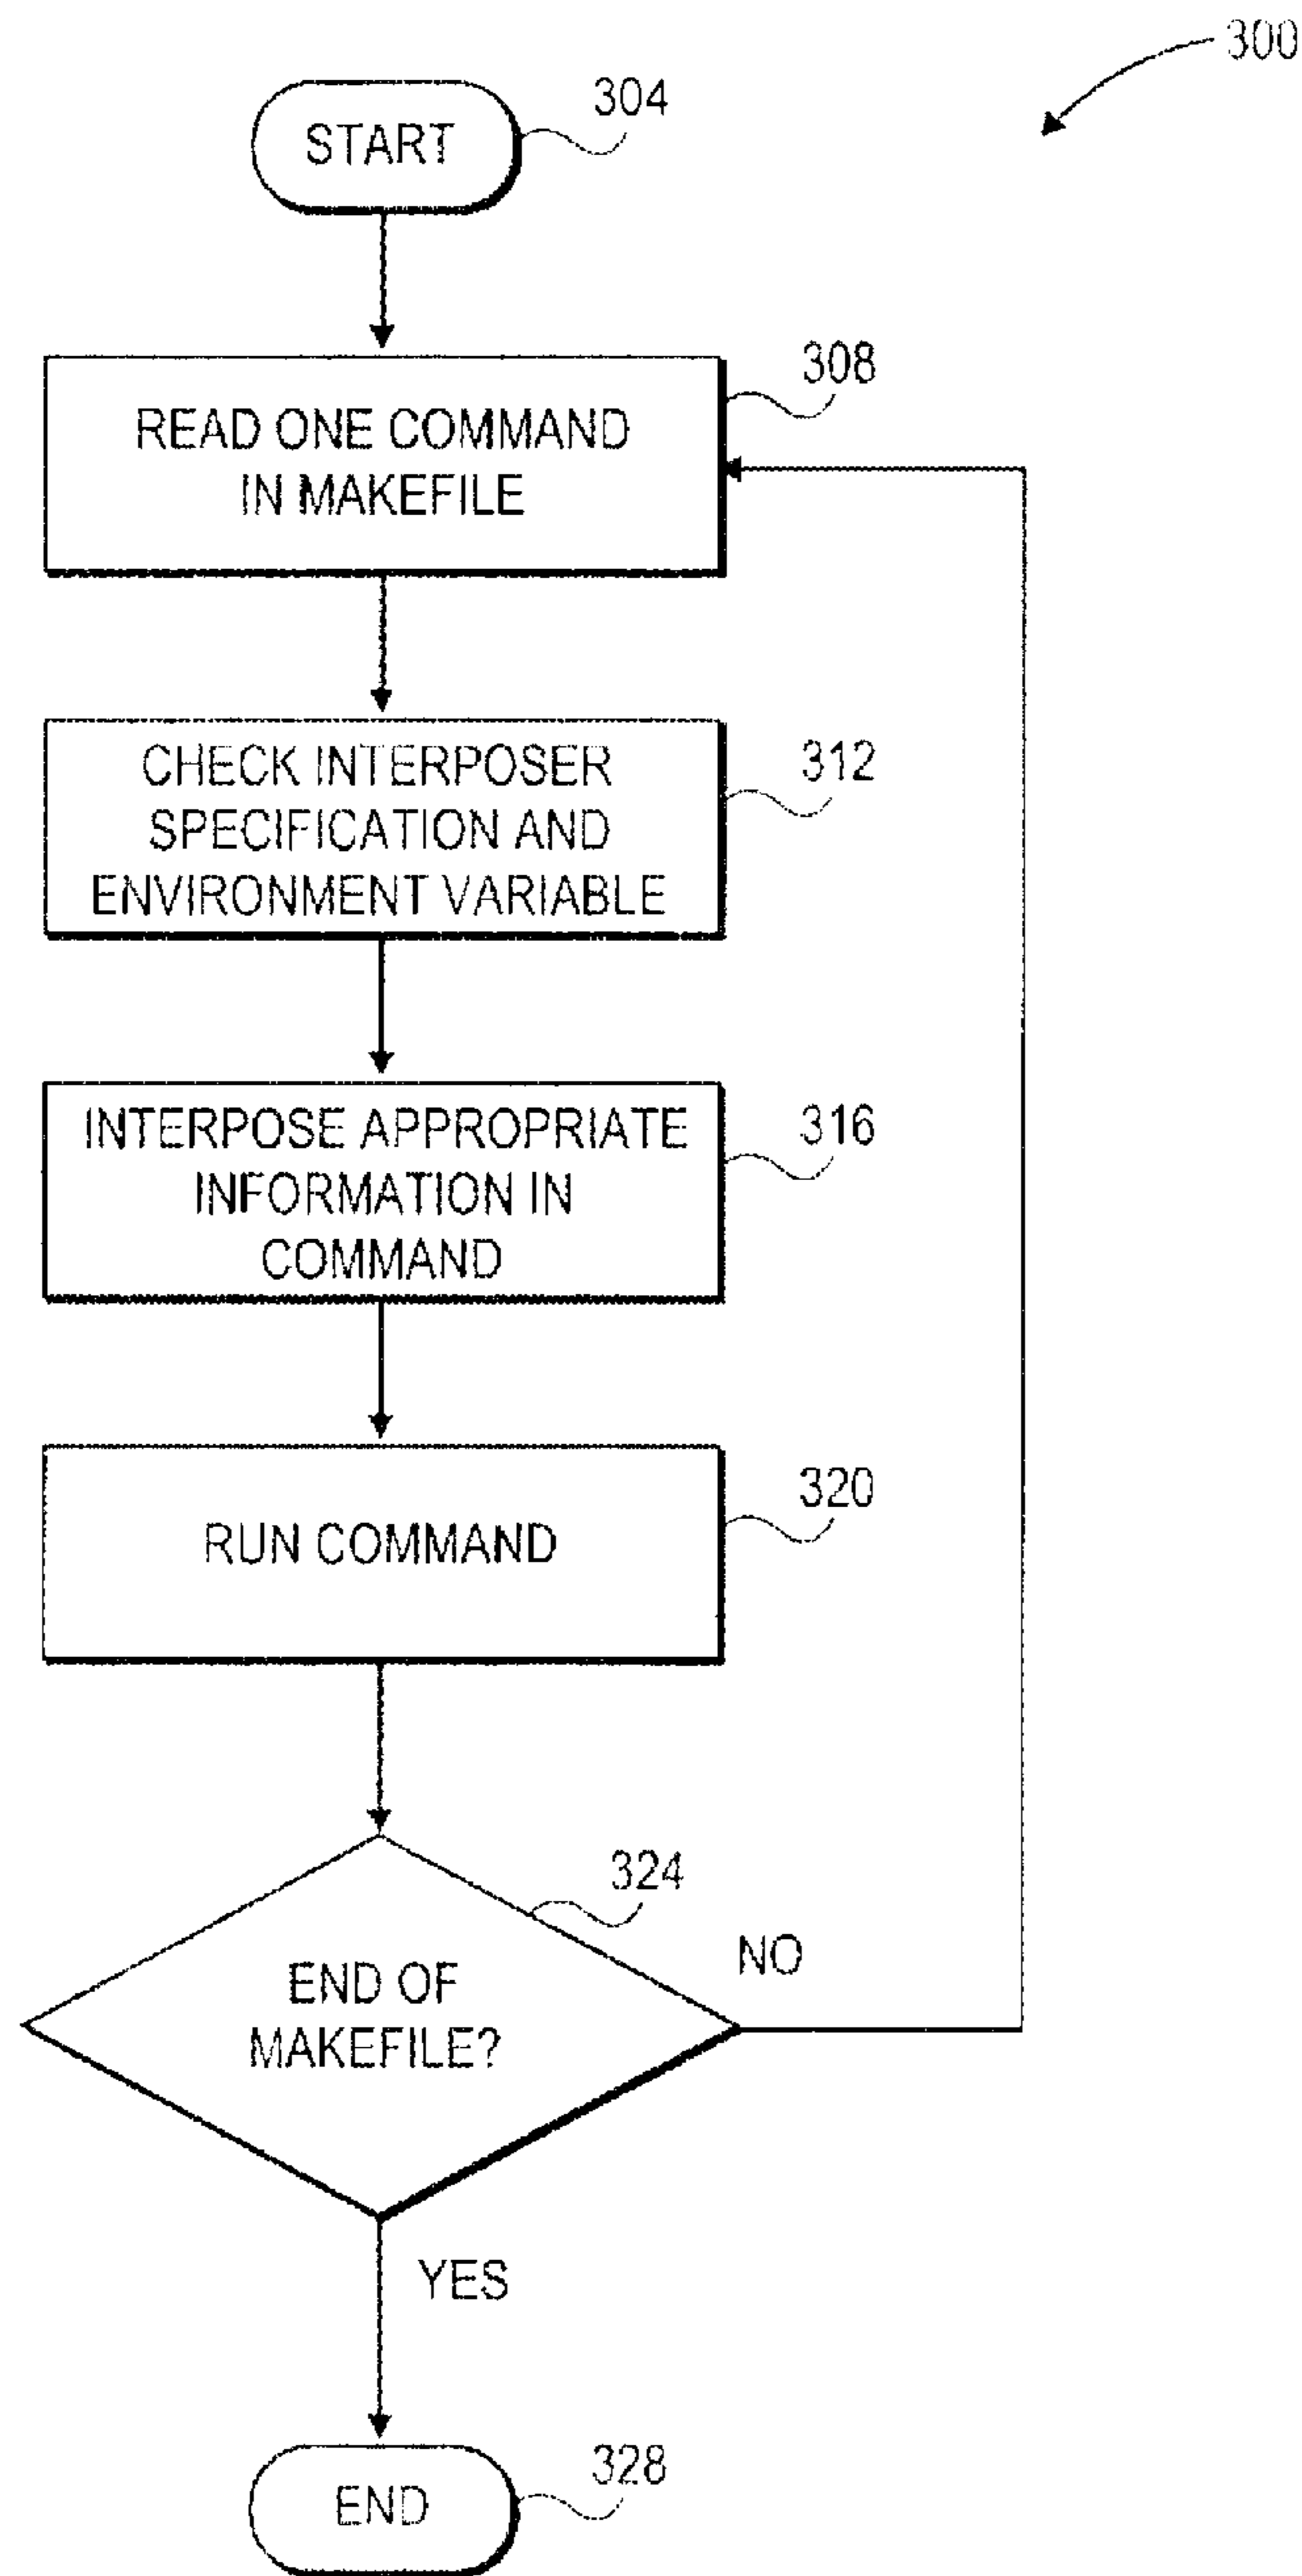 300
304
START
308
READ ONE COMMAND
IN MAKEFILE
312
CHECK INTERPOSER
SPECIFICATION AND
ENVIRONMENT VARIABLE
316
INTERPOSE APPROPRIATE
INFORMATION IN
COMMAND
320
RUN COMMAND
324
NO
END OF
MAKEFILE?
YES
328
END